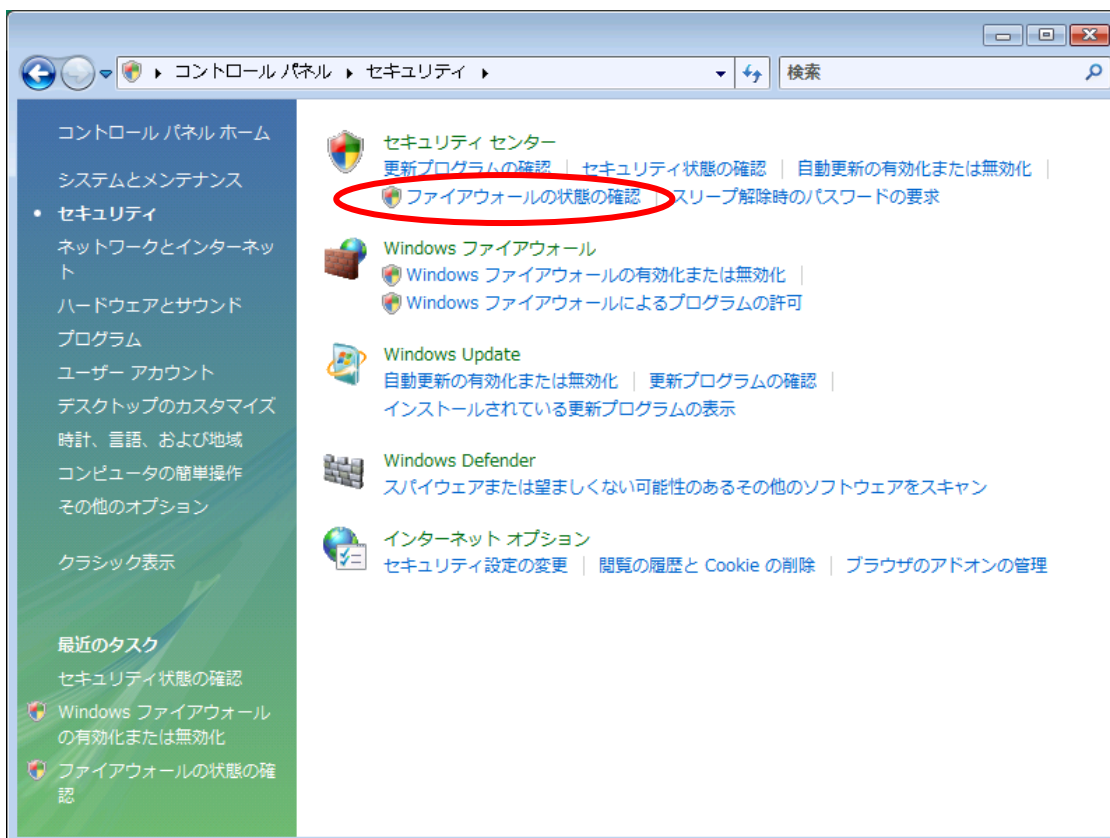 コントロール パネル ▸ セキュリティ ▸
検索
コントロール パネル ホーム
システムとメンテナンス
• セキュリティ
ネットワークとインターネッ
ト
ハードウェアとサウンド
プログラム
ユーザー アカウント
デスクトップのカスタマイズ
時計、言語、および地域
コンピュータの簡単操作
その他のオプション
クラシック表示
最近のタスク
セキュリティ状態の確認
Windows ファイアウォール
の有効化または無効化
ファイアウォールの状態の確
認
セキュリティ センター
更新プログラムの確認 | セキュリティ状態の確認 | 自動更新の有効化または無効化 |
ファイアウォールの状態の確認 | スリープ解除時のパスワードの要求
Windows ファイアウォール
Windows ファイアウォールの有効化または無効化 |
Windows ファイアウォールによるプログラムの許可
Windows Update
自動更新の有効化または無効化 | 更新プログラムの確認 |
インストールされている更新プログラムの表示
Windows Defender
スパイウェアまたは望ましくない可能性のあるその他のソフトウェアをスキャン
インターネット オプション
セキュリティ設定の変更 | 閲覧の履歴と Cookie の削除 | ブラウザのアドオンの管理